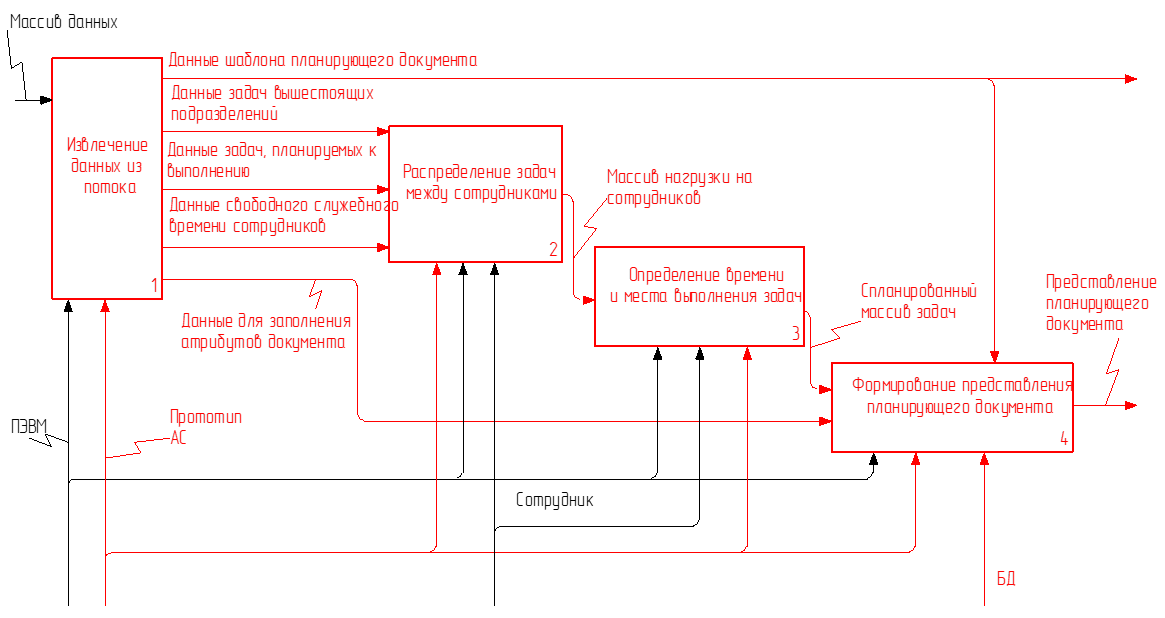 Массив данных
Данные шаблона планирующего документа
Данные задач вышестоящих
подразделений
Извлечение
данных из
потока
1
Данные задач, планируемых к
выполнению
Данные свободного служебного
времени сотрудников
Распределение задач
между сотрудниками
2
Массив нагрузки на
сотрудников
Определение времени
и места выполнения задач
3
Данные для заполнения
атрибутов документа
Спланированный
массив задач
Представление
планирующего
документа
Формирование представления
планирующего документа
4
ПЭВМ
Прототип
АС
Сотрудник
БД